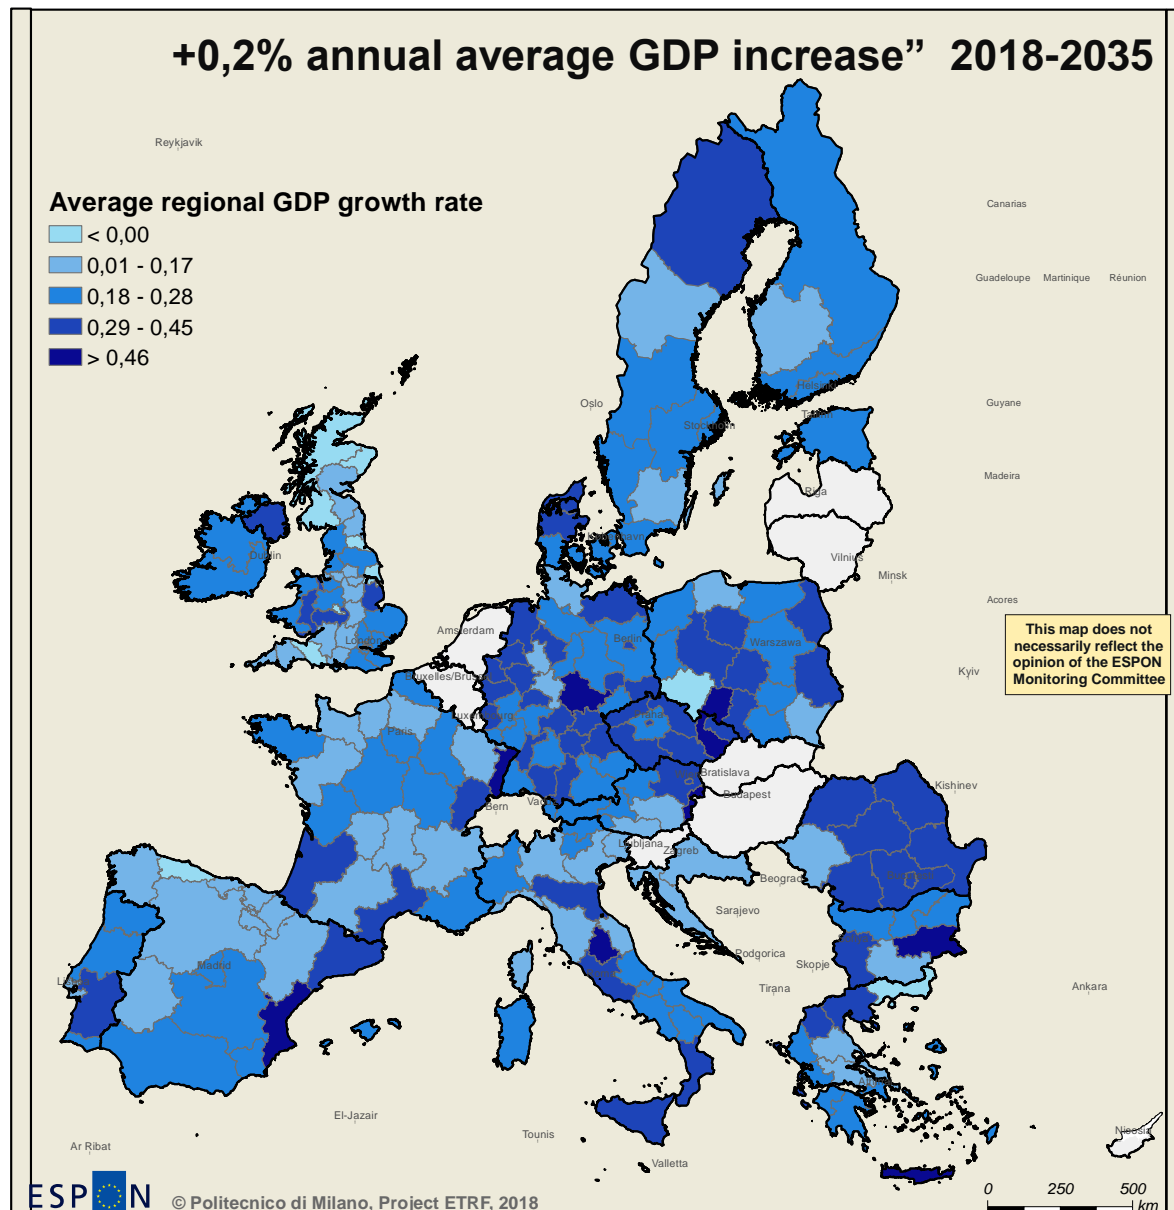 +0,2% annual average GDP increase” 2018-2035
Reykjavik
Canarias
Average regional GDP growth rate
< 0,00
0,01 - 0,17
0,18 - 0,28
0,29 - 0,45
> 0,46
Guadeloupe Martinique Réunion
Helsinki
Oslo
Guyane
Stockholm
Madeira
Riga
Dublin
Vilnius
Minsk
Acores
Amsterdam
Berlin
Warszawa
London
This map does not
necessarily reflect the
opinion of the ESPON
Monitoring Committee
Kyiv
Paris
Praha
Bratislava
Budapest
Kishinev
Bern
Ljubljana
Zagreb
Beograd
Sarajevo
Podgorica
Skopje
Madrid
Tirana
Ankara
El-Jazair
Tounis
Nicosia
Ar Ribat
Valletta
ESPON
© Politecnico di Milano, Project ETRF, 2018
0 250 500
km